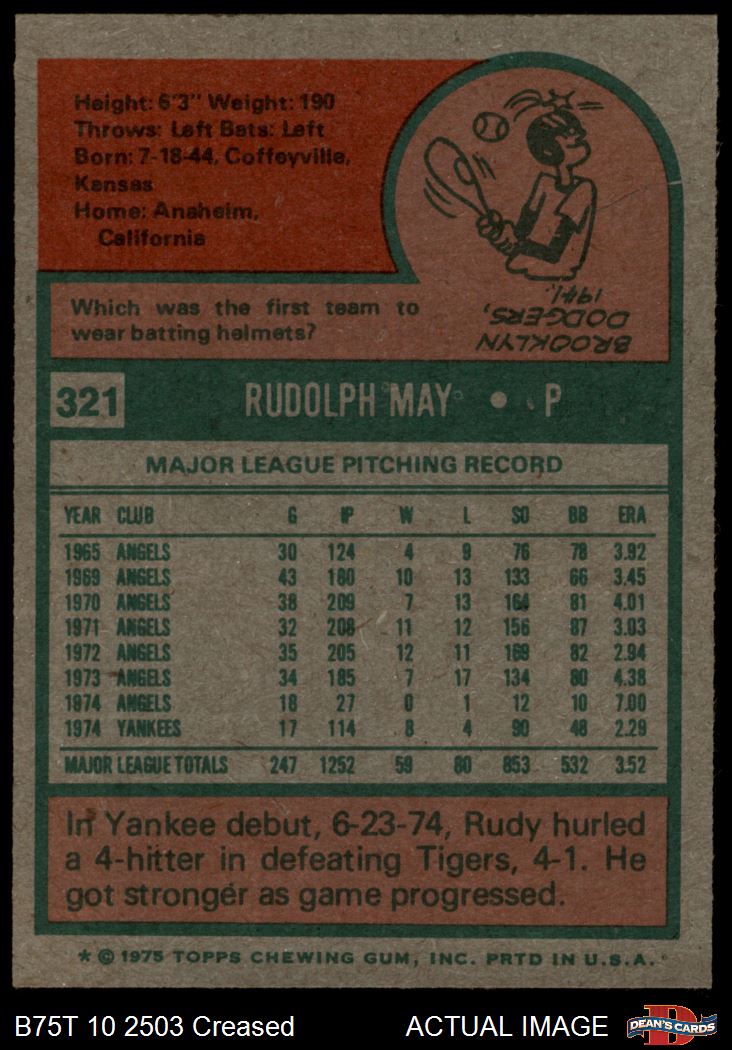 Height: 6'3" Weight: 190
Throws: Left Bats: Left
Born: 7-18-44, Coffeyville,
Kansas
Home: Anaheim,
California
Which was the first team to
wear batting helmets?
BROOKLYN
DODGERS,
1941.
321 RUDOLPH MAY • P
MAJOR LEAGUE PITCHING RECORD
YEAR CLUB G IP W L SO BB ERA
1965 ANGELS 30 124 4 9 76 78 3.92
1969 ANGELS 43 180 10 13 133 66 3.45
1970 ANGELS 38 209 7 13 164 81 4.01
1971 ANGELS 32 208 11 12 156 87 3.03
1972 ANGELS 35 205 12 11 169 82 2.94
1973 ANGELS 34 185 7 17 134 80 4.38
1974 ANGELS 18 27 0 1 12 10 7.00
1974 YANKEES 17 114 8 4 90 48 2.29
MAJOR LEAGUE TOTALS 247 1252 59 80 853 532 3.52
In Yankee debut, 6-23-74, Rudy hurled
a 4-hitter in defeating Tigers, 4-1. He
got stronger as game progressed.
* © 1975 TOPPS CHEWING GUM, INC. PRTD IN U.S.A.
B75T 10 2503 Creased ACTUAL IMAGE DEAN'S CARDS